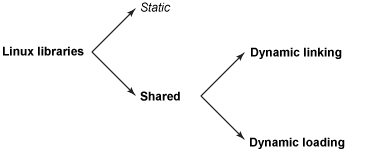 Static
Linux libraries
Dynamic linking
Shared
Dynamic loading